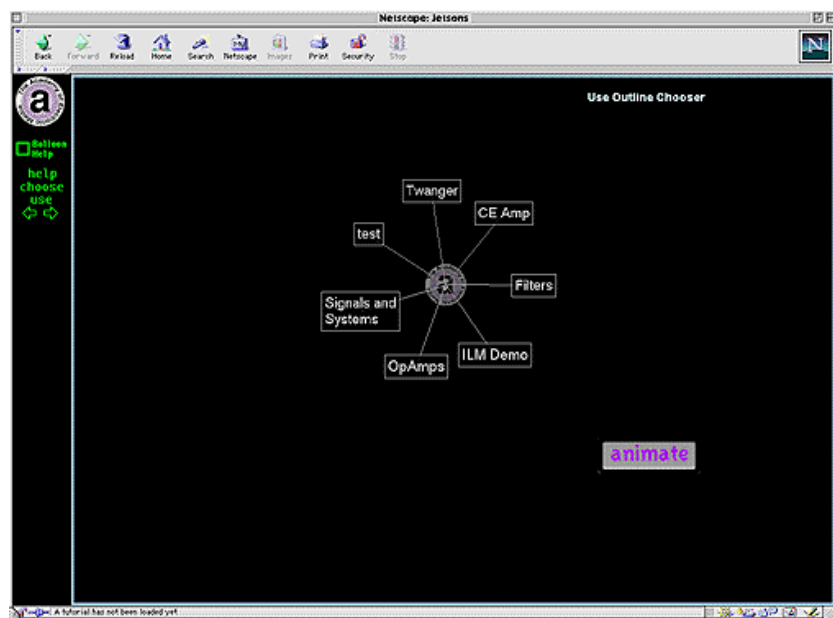 Netscape: Jetsons
Back Forward Reload Home Search Netscape Images Print Security Stop
N
a
Balloon
Help
help
choose
use
Use Outline Chooser
Twanger
CE Amp
test
Filters
Signals and
Systems
ILM Demo
OpAmps
animate
A tutorial has not been loaded yet